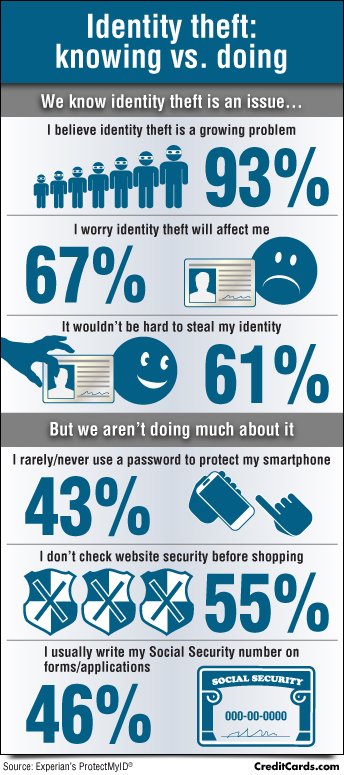 Identity theft:
knowing vs. doing
We know identity theft is an issue…
I believe identity theft is a growing problem
93%
I worry identity theft will affect me
67%
It wouldn't be hard to steal my identity
61%
But we aren't doing much about it
I rarely/never use a password to protect my smartphone
43%
I don't check website security before shopping
55%
I usually write my Social Security number on
forms/applications
46%
SOCIAL SECURITY
000-00-0000
Source: Experian's ProtectMyID®
CreditCards.com